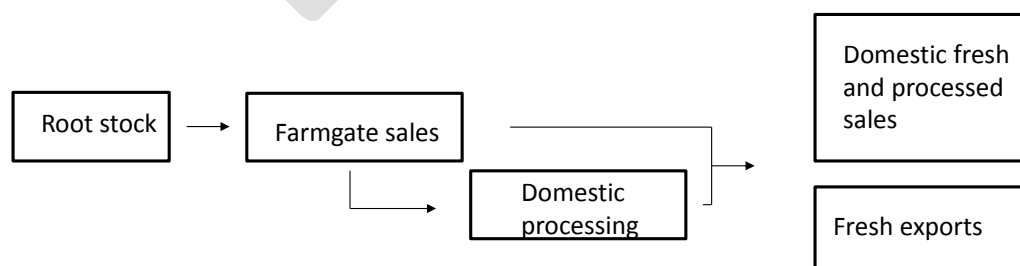 Root stock
Farmgate sales
Domestic
processing
Domestic fresh
and processed
sales
Fresh exports